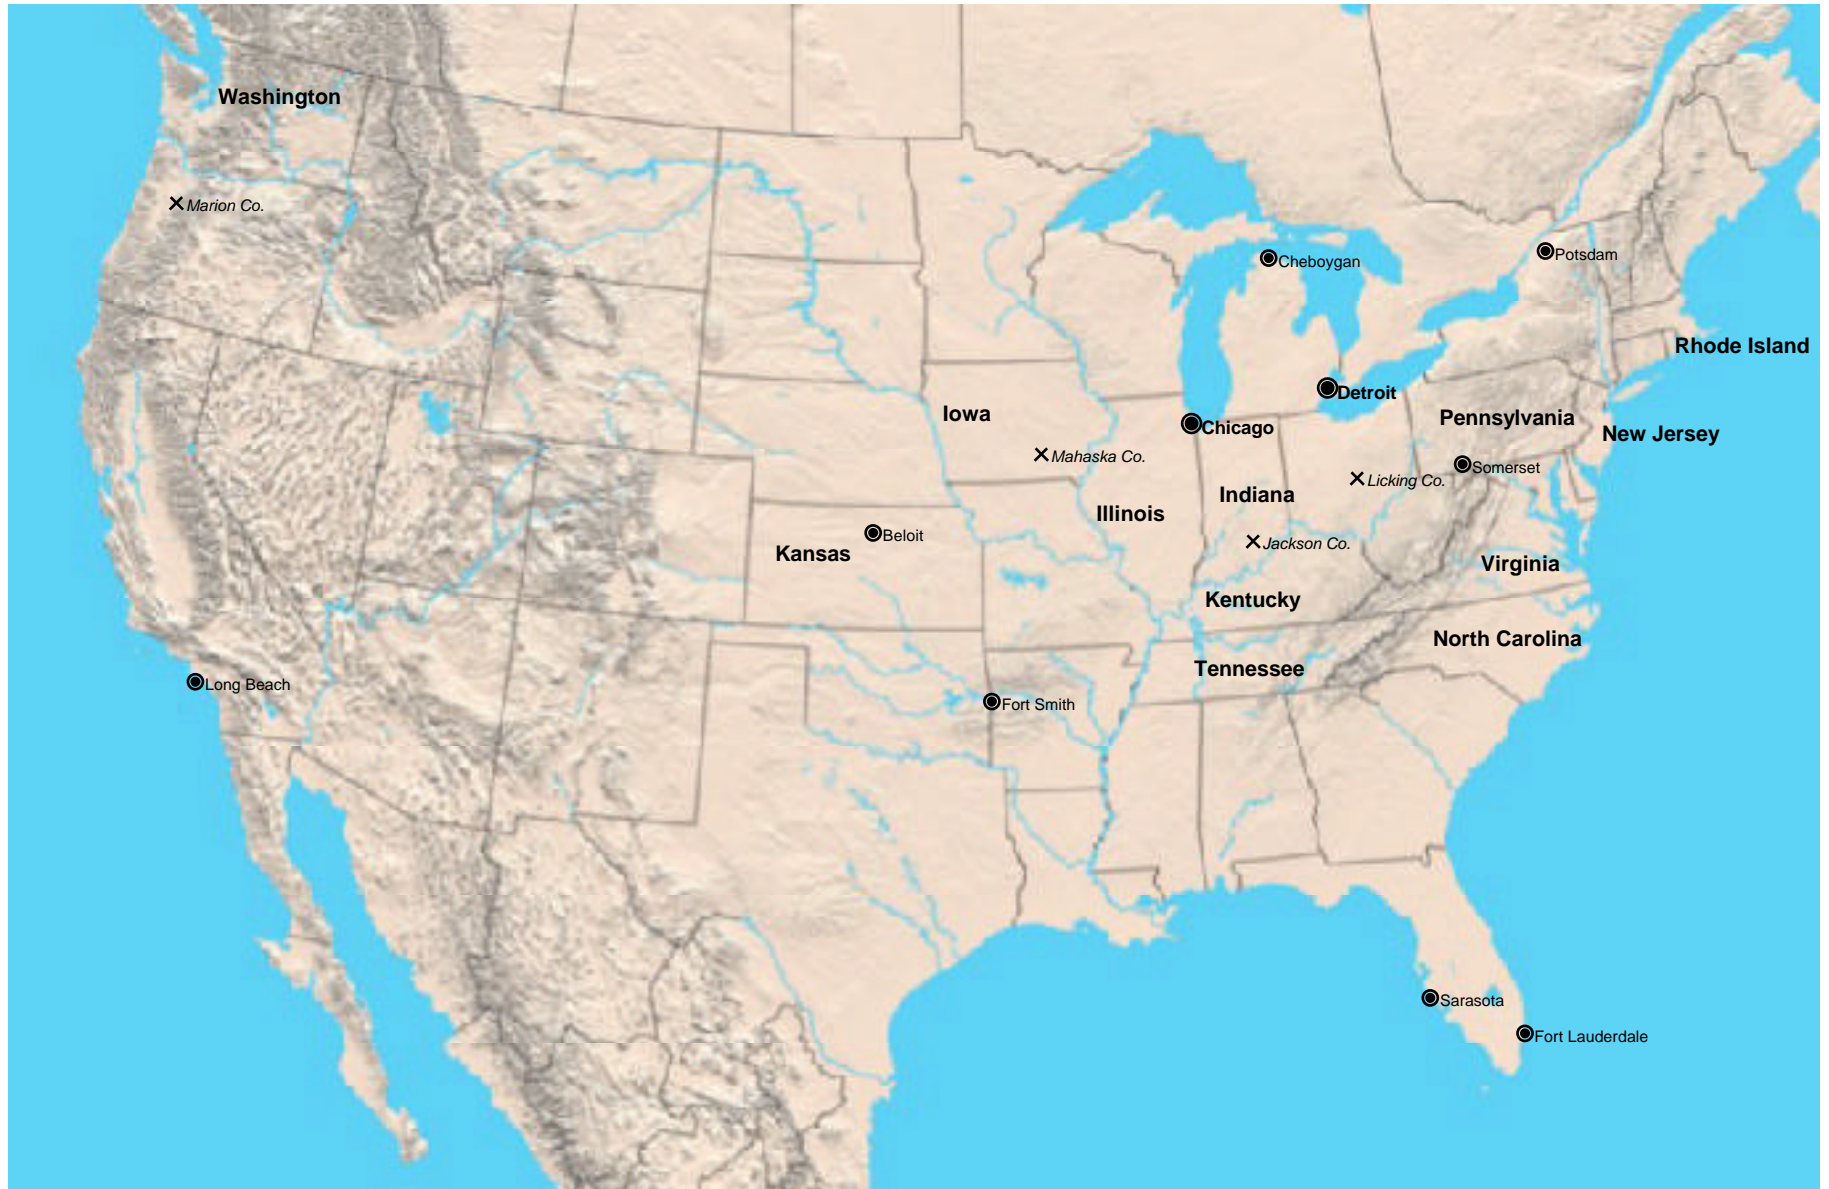 Washington
Marion Co.
Cheboygan
Potsdam
Rhode Island
Detroit
Iowa
Chicago
Pennsylvania
New Jersey
Mahaska Co.
Somerset
Licking Co.
Indiana
Illinois
Beloit
Jackson Co.
Kansas
Virginia
Kentucky
North Carolina
Tennessee
Long Beach
Fort Smith
Sarasota
Fort Lauderdale